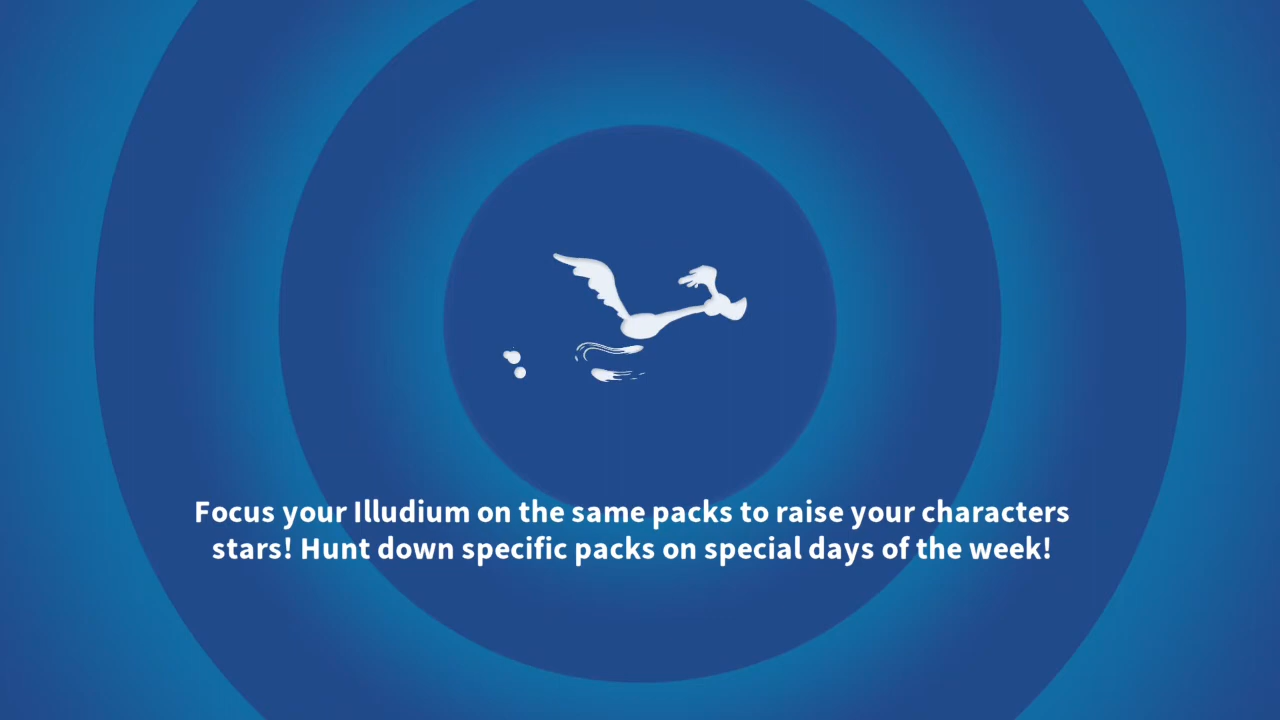 Focus your Illudium on the same packs to raise your characters
stars! Hunt down specific packs on special days of the week!